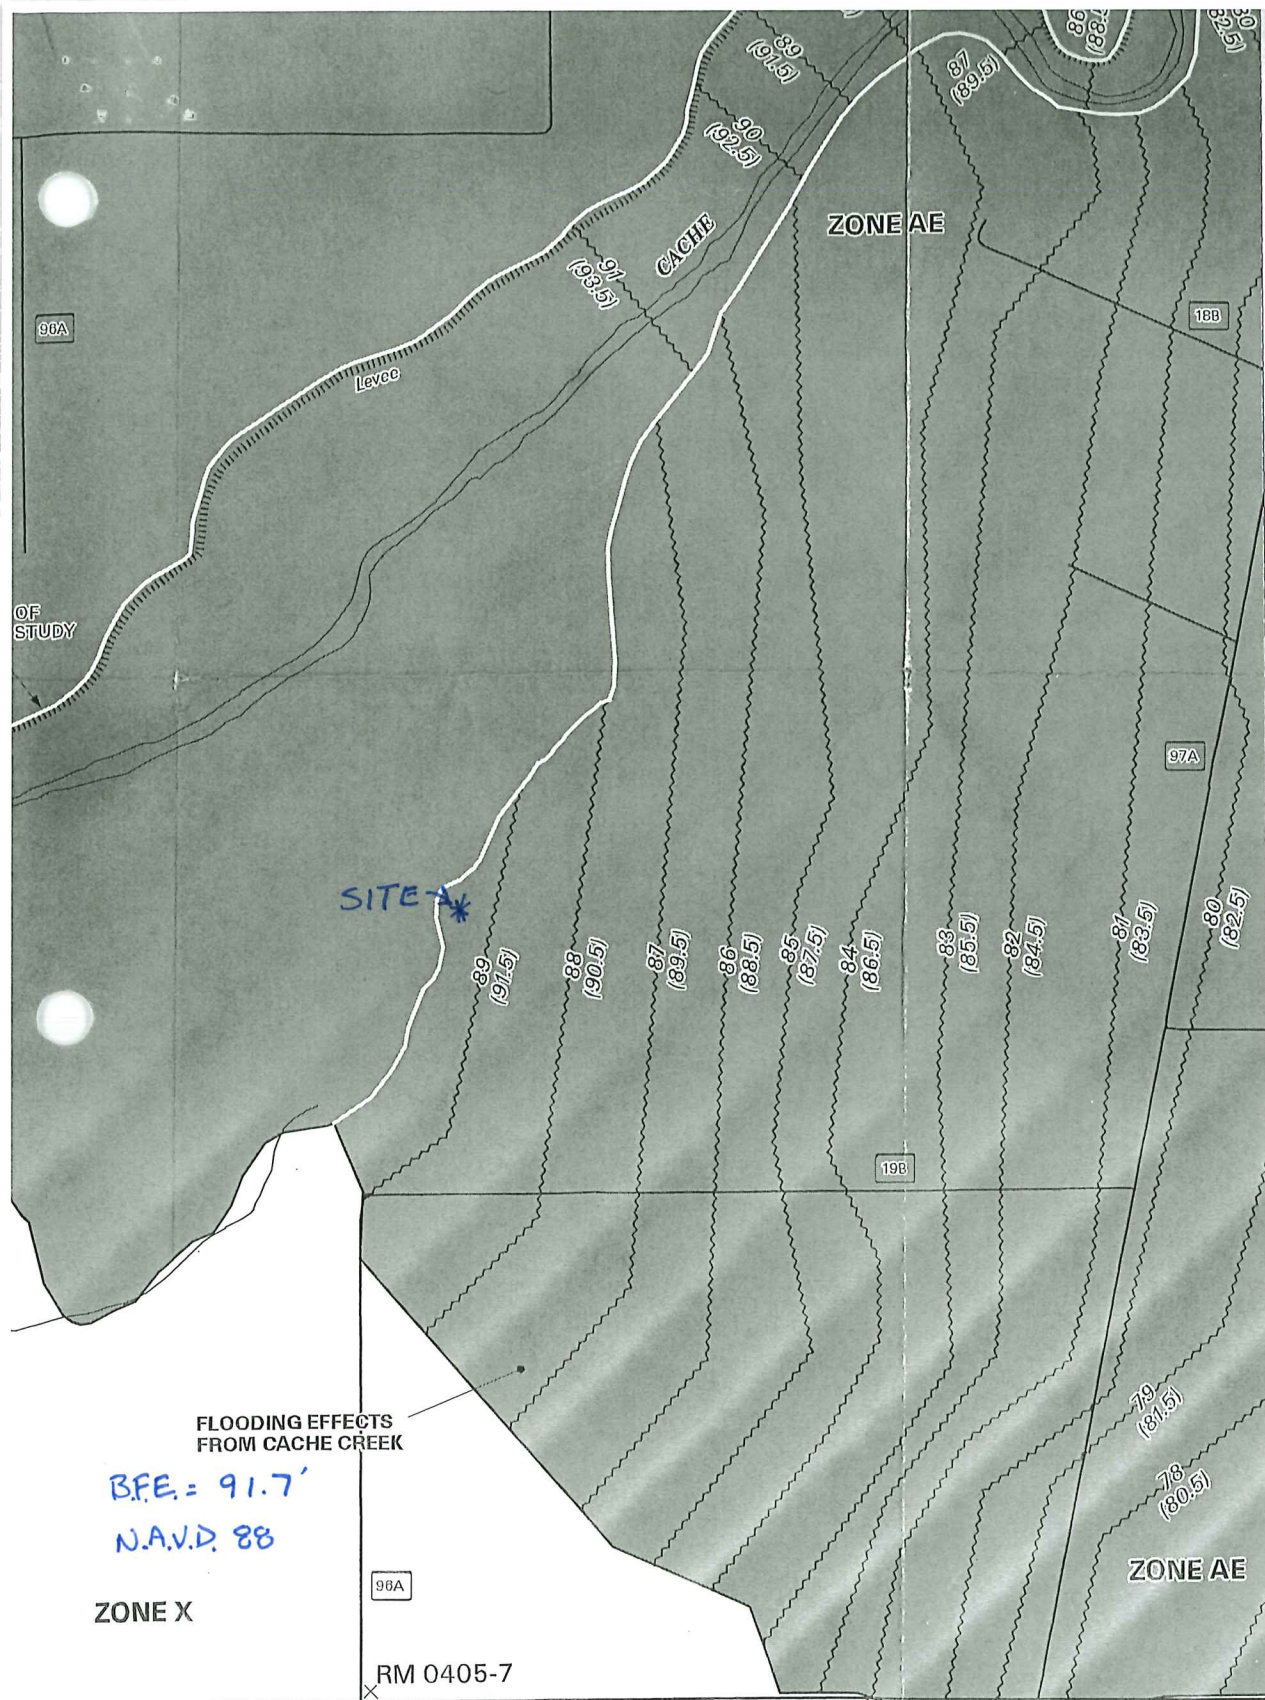 89
(91.5)
87
(89.5)
86
90
(92.5)
ZONE AE
CACHE
91
(93.5)
96A
18B
Levee
OF
STUDY
97A
SITE
89
(91.5)
88
(90.5)
87
(89.5)
86
(88.5)
85
(87.5)
84
(86.5)
83
(85.5)
82
(84.5)
81
(83.5)
80
(82.5)
19B
FLOODING EFFECTS
FROM CACHE CREEK
79
(81.5)
B.F.E. = 91.7'
N.A.V.D. 88
78
(80.5)
ZONE AE
96A
ZONE X
RM 0405-7